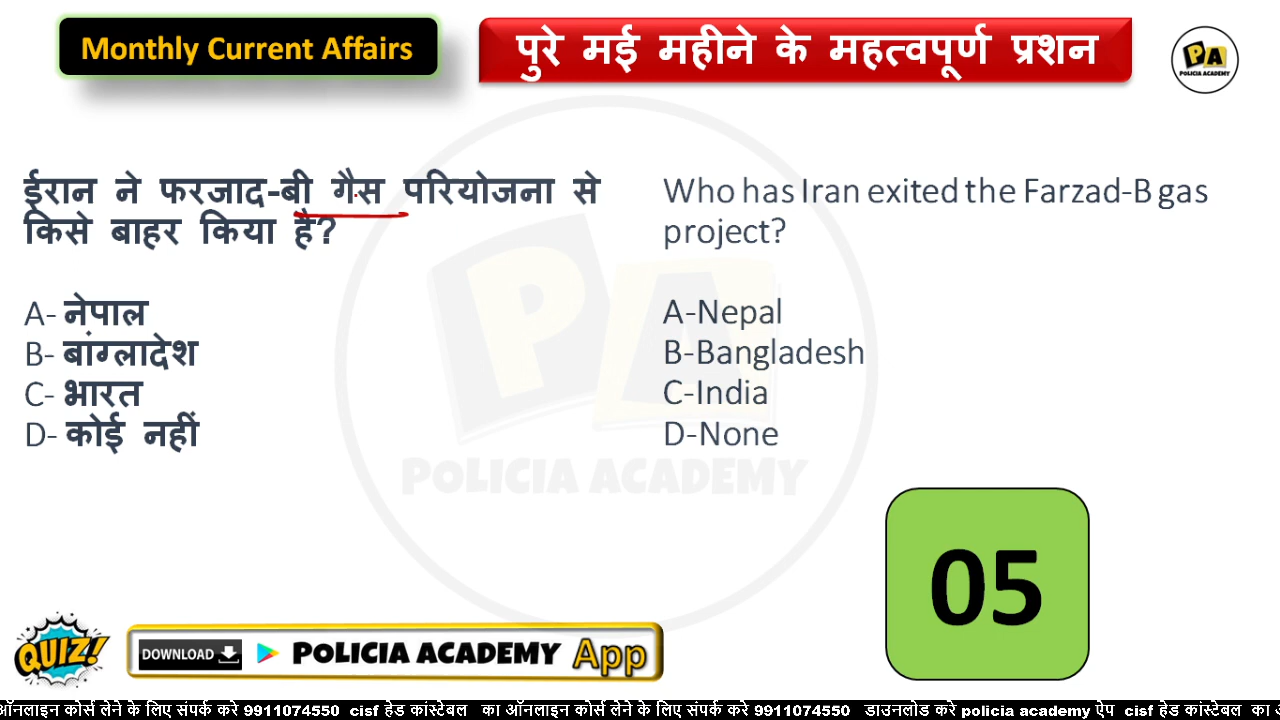 Monthly Current Affairs
पुरे मई महीने के महत्वपूर्ण प्रशन
PA
POLICIA ACADEMY
ईरान ने फरजाद-बी गैस परियोजना से
किसे बाहर किया है?
A- नेपाल
B- बांग्लादेश
C- भारत
D- कोई नहीं
Who has Iran exited the Farzad-B gas
project?
A-Nepal
B-Bangladesh
C-India
D-None
PA
POLICIA ACADEMY
05
QUIZ!
DOWNLOAD
POLICIA ACADEMY App
ऑनलाइन कोर्स लेने के लिए संपर्क करे 9911074550 cisf हेड कांस्टेबल का ऑनलाइन कोर्स लेने के लिए संपर्क करे 9911074550 डाउनलोड करे policia academy ऐप cisf हेड कांस्टेबल का